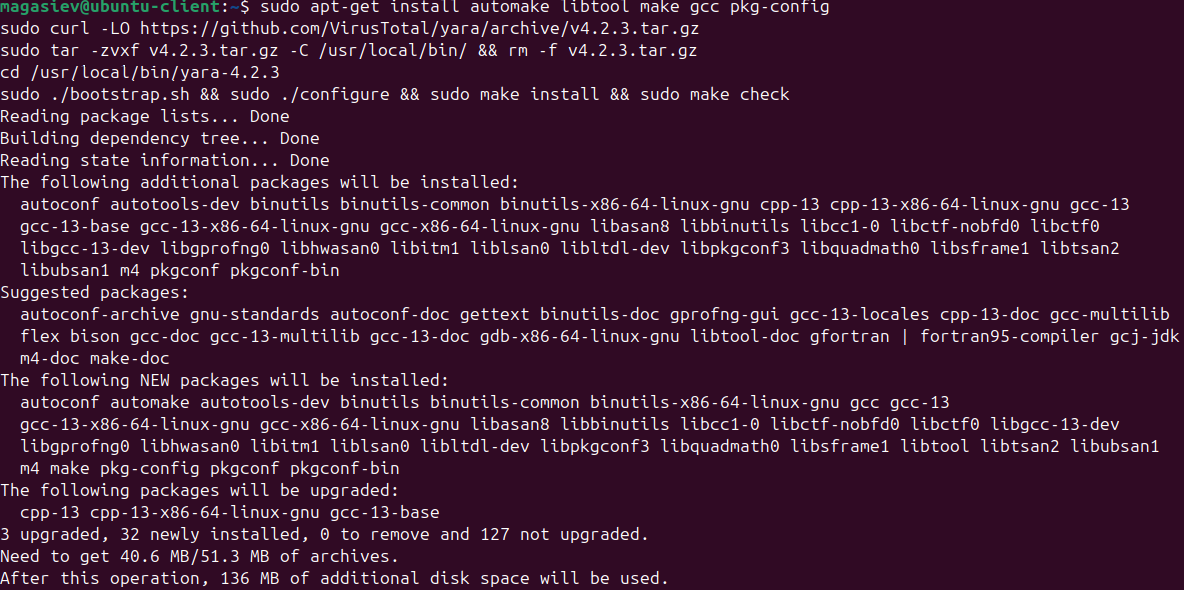 magasiev@ubuntu-client:~$ sudo apt-get install automake libtool make gcc pkg-config
sudo curl -LO https://github.com/VirusTotal/yara/archive/v4.2.3.tar.gz
sudo tar -zvxf v4.2.3.tar.gz -C /usr/local/bin/ && rm -f v4.2.3.tar.gz
cd /usr/local/bin/yara-4.2.3
sudo ./bootstrap.sh && sudo ./configure && sudo make install && sudo make check
Reading package lists... Done
Building dependency tree... Done
Reading state information... Done
The following additional packages will be installed:
  autoconf autotools-dev binutils binutils-common binutils-x86-64-linux-gnu cpp-13 cpp-13-x86-64-linux-gnu gcc-13
  gcc-13-base gcc-13-x86-64-linux-gnu gcc-x86-64-linux-gnu libasan8 libbinutils libcc1-0 libctf-nobfd0 libctf0
  libgcc-13-dev libgprofng0 libhwasan0 libitm1 liblsan0 libltdl-dev libpkgconf3 libquadmath0 libsframe1 libtsan2
  libubsan1 m4 pkgconf pkgconf-bin
Suggested packages:
  autoconf-archive gnu-standards autoconf-doc gettext binutils-doc gprofng-gui gcc-13-locales cpp-13-doc gcc-multilib
  flex bison gcc-doc gcc-13-multilib gcc-13-doc gdb-x86-64-linux-gnu libtool-doc gfortran | fortran95-compiler gcj-jdk
  m4-doc make-doc
The following NEW packages will be installed:
  autoconf automake autotools-dev binutils binutils-common binutils-x86-64-linux-gnu gcc gcc-13
  gcc-13-x86-64-linux-gnu gcc-x86-64-linux-gnu libasan8 libbinutils libcc1-0 libctf-nobfd0 libctf0 libgcc-13-dev
  libgprofng0 libhwasan0 libitm1 liblsan0 libltdl-dev libpkgconf3 libquadmath0 libsframe1 libtool libtsan2 libubsan1
  m4 make pkg-config pkgconf pkgconf-bin
The following packages will be upgraded:
  cpp-13 cpp-13-x86-64-linux-gnu gcc-13-base
3 upgraded, 32 newly installed, 0 to remove and 127 not upgraded.
Need to get 40.6 MB/51.3 MB of archives.
After this operation, 136 MB of additional disk space will be used.